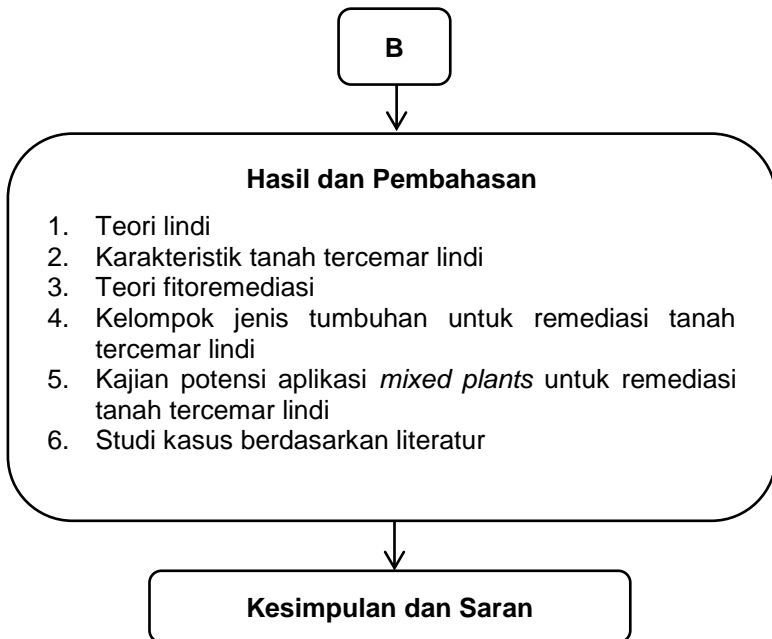 B
Hasil dan Pembahasan
1. Teori lindi
2. Karakteristik tanah tercemar lindi
3. Teori fitoremediasi
4. Kelompok jenis tumbuhan untuk remediasi tanah
tercemar lindi
5. Kajian potensi aplikasi mixed plants untuk remediasi
tanah tercemar lindi
6. Studi kasus berdasarkan literatur
Kesimpulan dan Saran